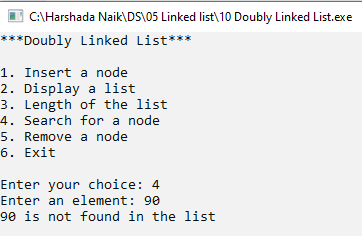 C:\Harshada Naik\DS\05 Linked list\10 Doubly Linked List.exe
***Doubly Linked List***
1. Insert a node
2. Display a list
3. Length of the list
4. Search for a node
5. Remove a node
6. Exit
Enter your choice: 4
Enter an element: 90
90 is not found in the list